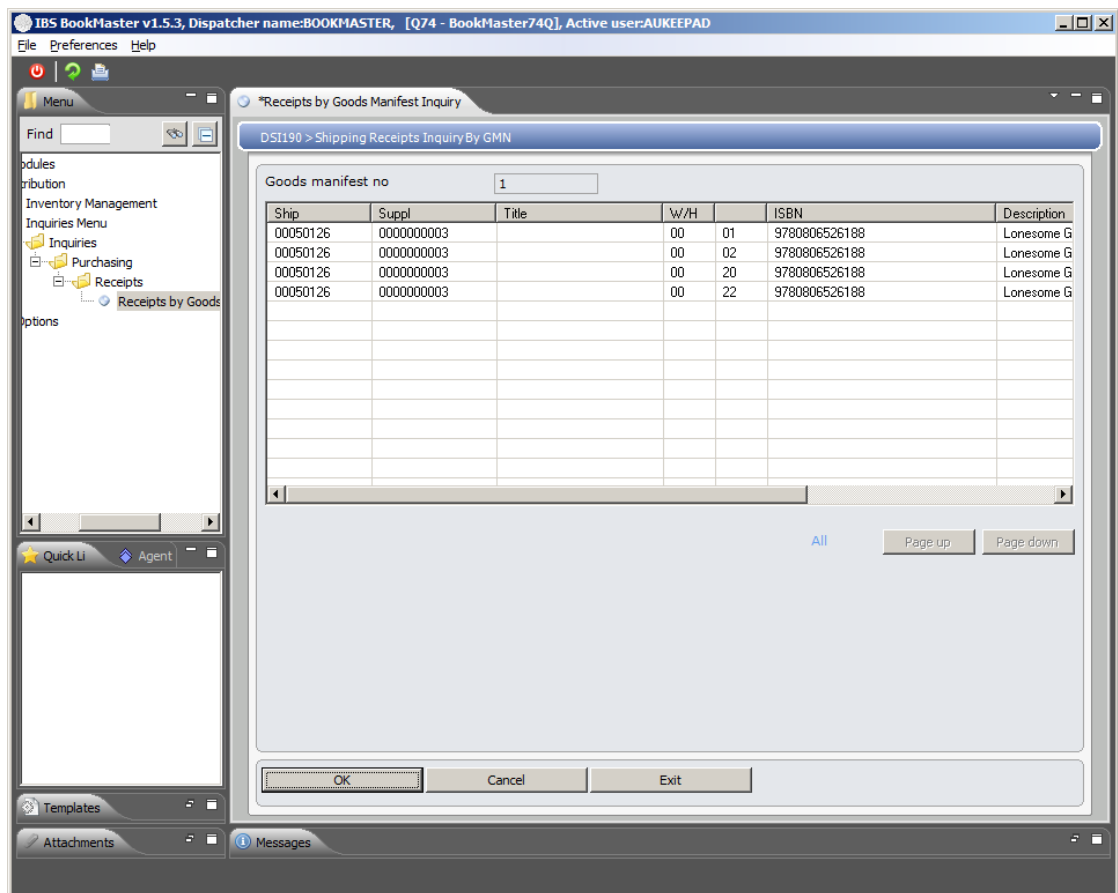 IBS BookMaster v1.5.3, Dispatcher name:BOOKMASTER, [Q74 - BookMaster74Q], Active user:AUKEEPAD
File Preferences Help
Menu
Find
odules
tribution
Inventory Management
Inquiries Menu
Inquiries
Purchasing
Receipts
Receipts by Goods
Options
Quick Li Agent
Templates
Attachments
*Receipts by Goods Manifest Inquiry
DSI190 > Shipping Receipts Inquiry By GMN
Goods manifest no 1
Ship Suppl Title W/H ISBN Description
00050126 0000000003 00 01 9780806526188 Lonesome G
00050126 0000000003 00 02 9780806526188 Lonesome G
00050126 0000000003 00 20 9780806526188 Lonesome G
00050126 0000000003 00 22 9780806526188 Lonesome G
All Page up Page down
OK Cancel Exit
Messages